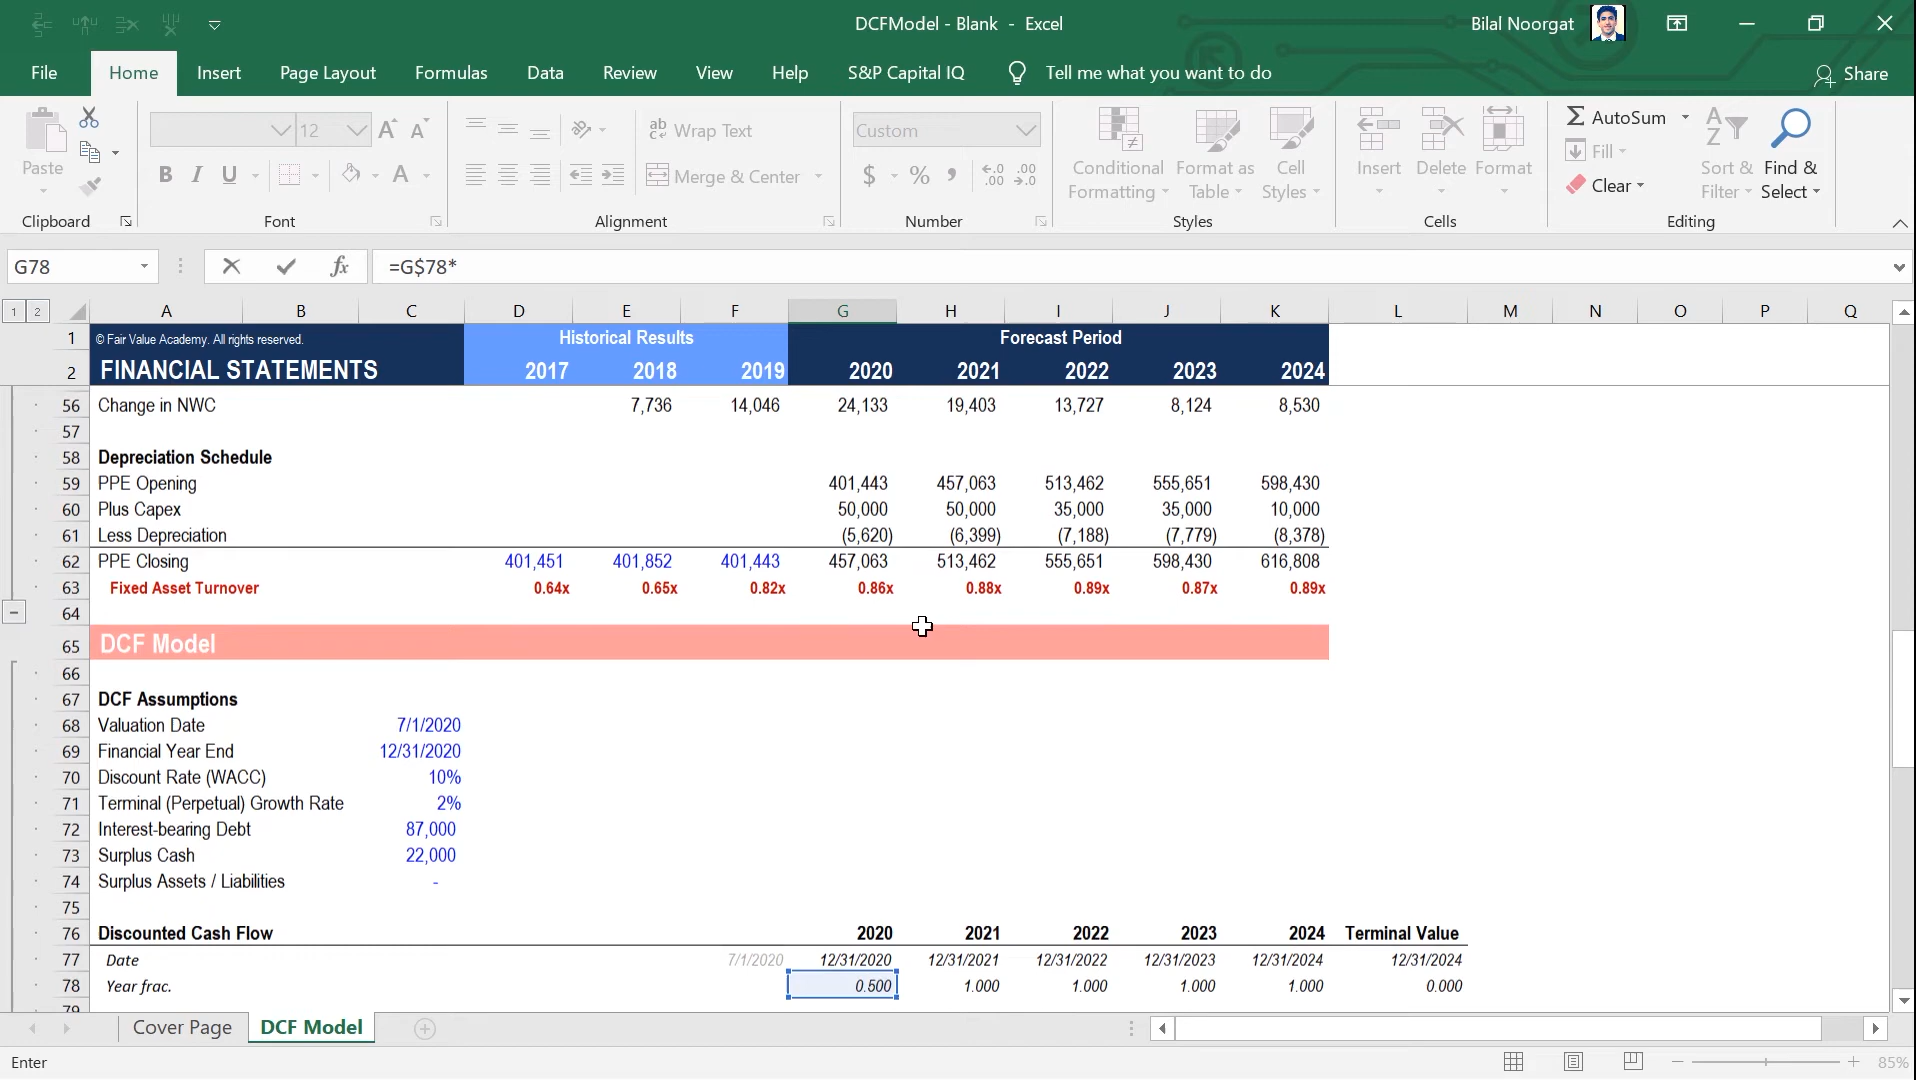 DCFModel - Blank - Excel
Bilal Noorgat
File Home Insert Page Layout Formulas Data Review View Help S&P Capital IQ Tell me what you want to do Share
Paste
Clipboard
12
B I U
Font
Wrap Text
Merge & Center
Alignment
Custom
$ % ,
Number
Conditional Formatting
Format as Table
Cell Styles
Styles
Insert Delete Format
Cells
AutoSum
Fill
Clear
Sort & Filter
Find & Select
Editing
G78 fx =G$78*
1 2
A B C D E F G H I J K L M N O P Q
1 © Fair Value Academy. All rights reserved. Historical Results Forecast Period
2 FINANCIAL STATEMENTS 2017 2018 2019 2020 2021 2022 2023 2024
56 Change in NWC 7,736 14,046 24,133 19,403 13,727 8,124 8,530
57
58 Depreciation Schedule
59 PPE Opening 401,443 457,063 513,462 555,651 598,430
60 Plus Capex 50,000 50,000 35,000 35,000 10,000
61 Less Depreciation (5,620) (6,399) (7,188) (7,779) (8,378)
62 PPE Closing 401,451 401,852 401,443 457,063 513,462 555,651 598,430 616,808
63 Fixed Asset Turnover 0.64x 0.65x 0.82x 0.86x 0.88x 0.89x 0.87x 0.89x
64
65 DCF Model
66
67 DCF Assumptions
68 Valuation Date 7/1/2020
69 Financial Year End 12/31/2020
70 Discount Rate (WACC) 10%
71 Terminal (Perpetual) Growth Rate 2%
72 Interest-bearing Debt 87,000
73 Surplus Cash 22,000
74 Surplus Assets / Liabilities -
75
76 Discounted Cash Flow 2020 2021 2022 2023 2024 Terminal Value
77 Date 7/1/2020 12/31/2020 12/31/2021 12/31/2022 12/31/2023 12/31/2024 12/31/2024
78 Year frac. 0.500 1.000 1.000 1.000 1.000 0.000
79
Cover Page DCF Model
Enter 85%